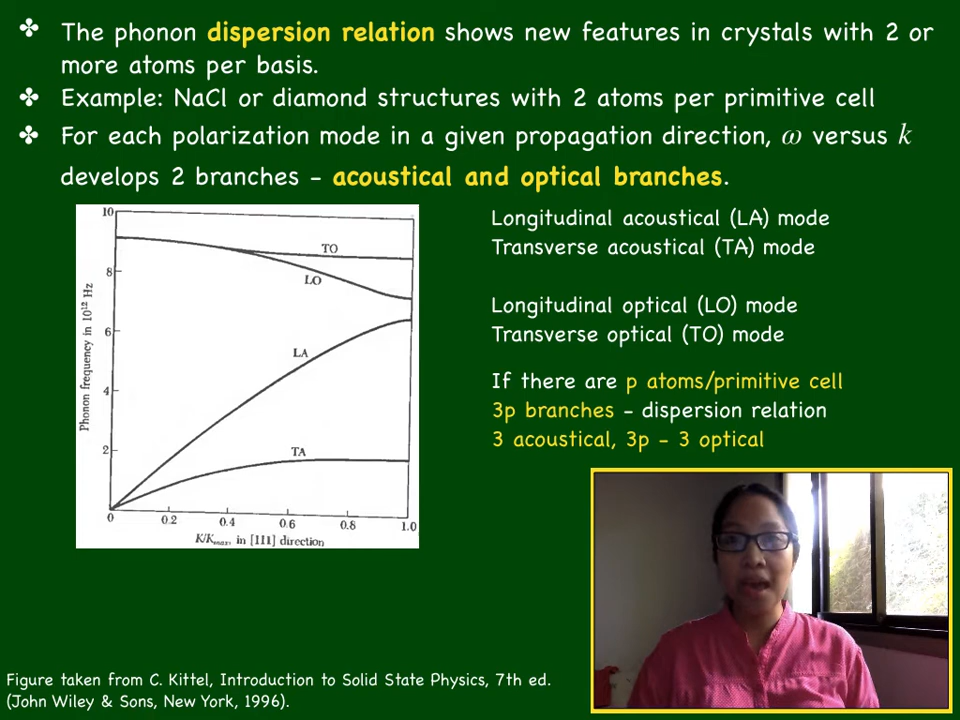 ✤ The phonon dispersion relation shows new features in crystals with 2 or
more atoms per basis.
✤ Example: NaCl or diamond structures with 2 atoms per primitive cell
✤ For each polarization mode in a given propagation direction, ω versus k
develops 2 branches – acoustical and optical branches.
10
8
6
4
2
0
Phonon frequency in 10¹² Hz
TO
LO
LA
TA
0.2 0.4 0.6 0.8 1.0
K/Kmax, in [111] direction
Longitudinal acoustical (LA) mode
Transverse acoustical (TA) mode
Longitudinal optical (LO) mode
Transverse optical (TO) mode
If there are p atoms/primitive cell
3p branches – dispersion relation
3 acoustical, 3p – 3 optical
Figure taken from C. Kittel, Introduction to Solid State Physics, 7th ed.
(John Wiley & Sons, New York, 1996).